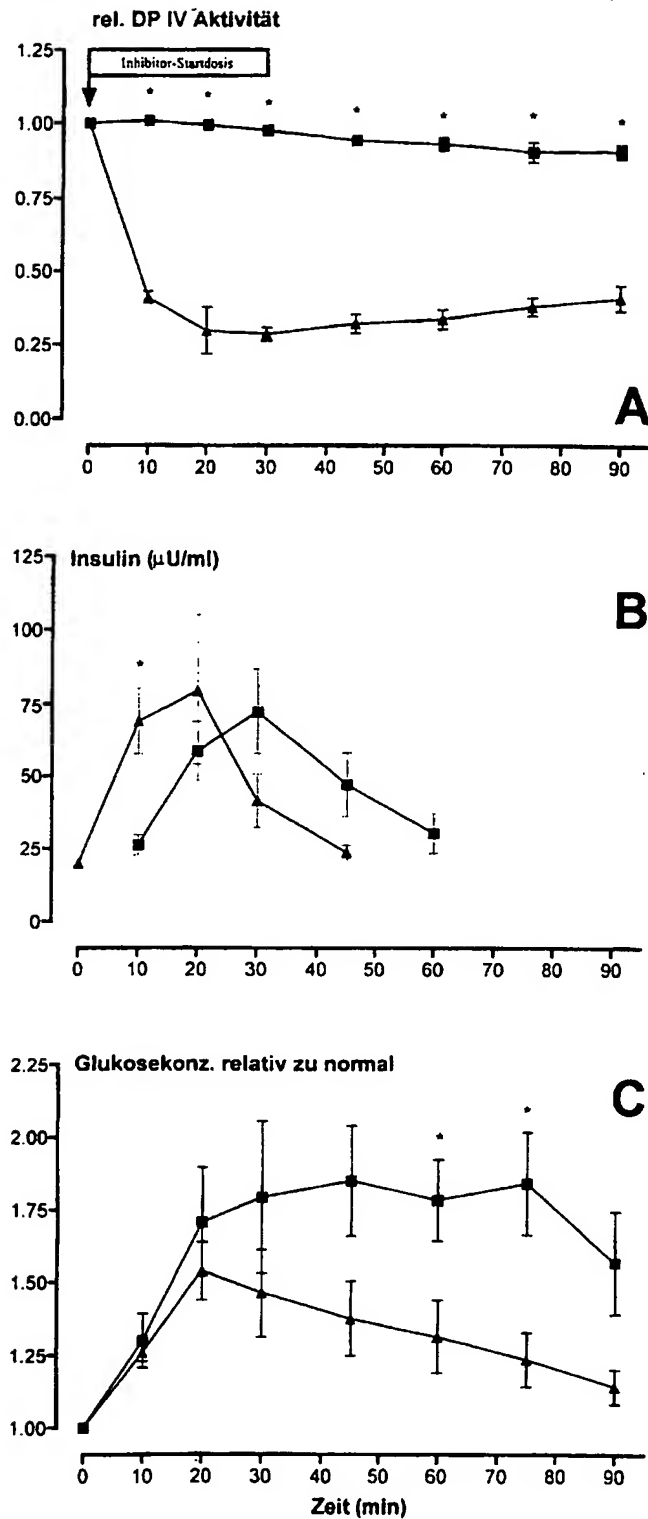 rel. DP IV Aktivität
Inhibitor-Startdosis
1.25
1.00
0.75
0.50
0.25
0.00
A
0 10 20 30 40 50 60 70 80 90
Insulin (µU/ml)
B
125
100
75
50
25
0
0 10 20 30 40 50 60 70 80 90
Glukosekonz. relativ zu normal
C
2.25
2.00
1.75
1.50
1.25
1.00
0 10 20 30 40 50 60 70 80 90
Zeit (min)